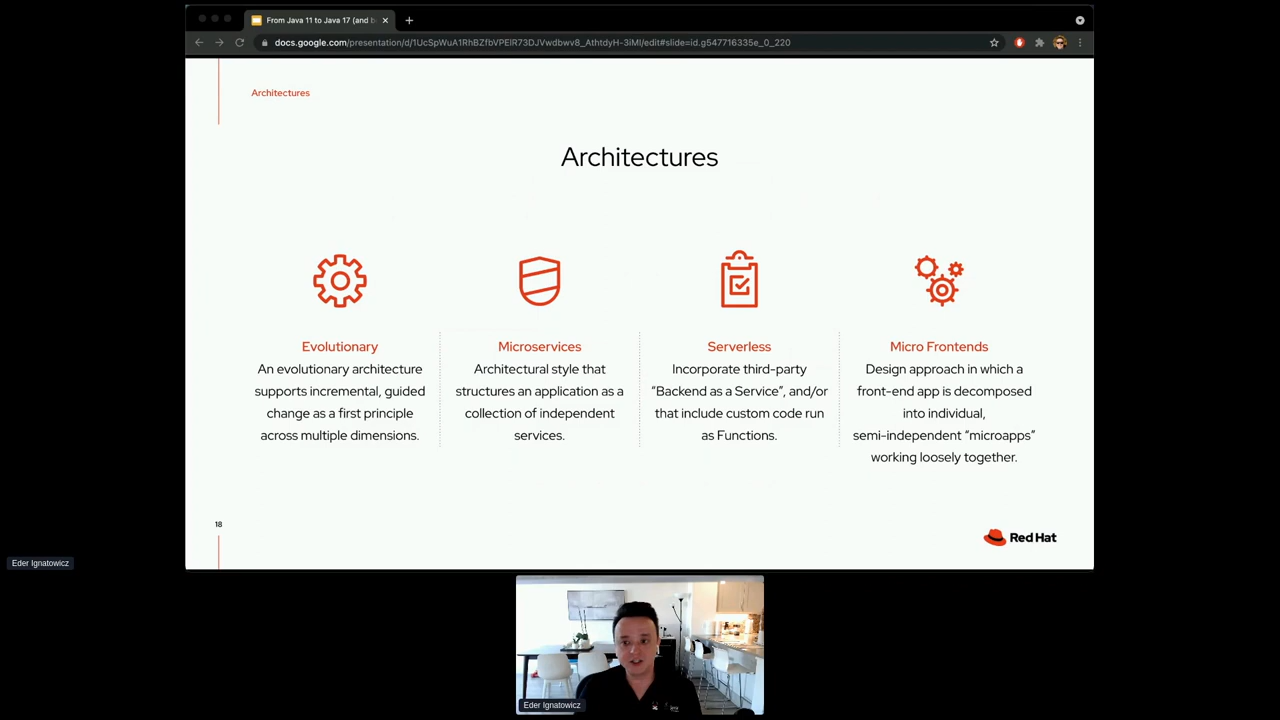 From Java 11 to Java 17 (and b
docs.google.com/presentation/d/1UcSpWuA1RhBZfbVPElR73DJVwdbwv8_AthtdyH-3iMI/edit#slide=id.g547716335e_0_220
Architectures
Architectures
Evolutionary
An evolutionary architecture
supports incremental, guided
change as a first principle
across multiple dimensions.
Microservices
Architectural style that
structures an application as a
collection of independent
services.
Serverless
Incorporate third-party
“Backend as a Service”, and/or
that include custom code run
as Functions.
Micro Frontends
Design approach in which a
front-end app is decomposed
into individual,
semi-independent “microapps”
working loosely together.
18
Red Hat
Eder Ignatowicz
Eder Ignatowicz